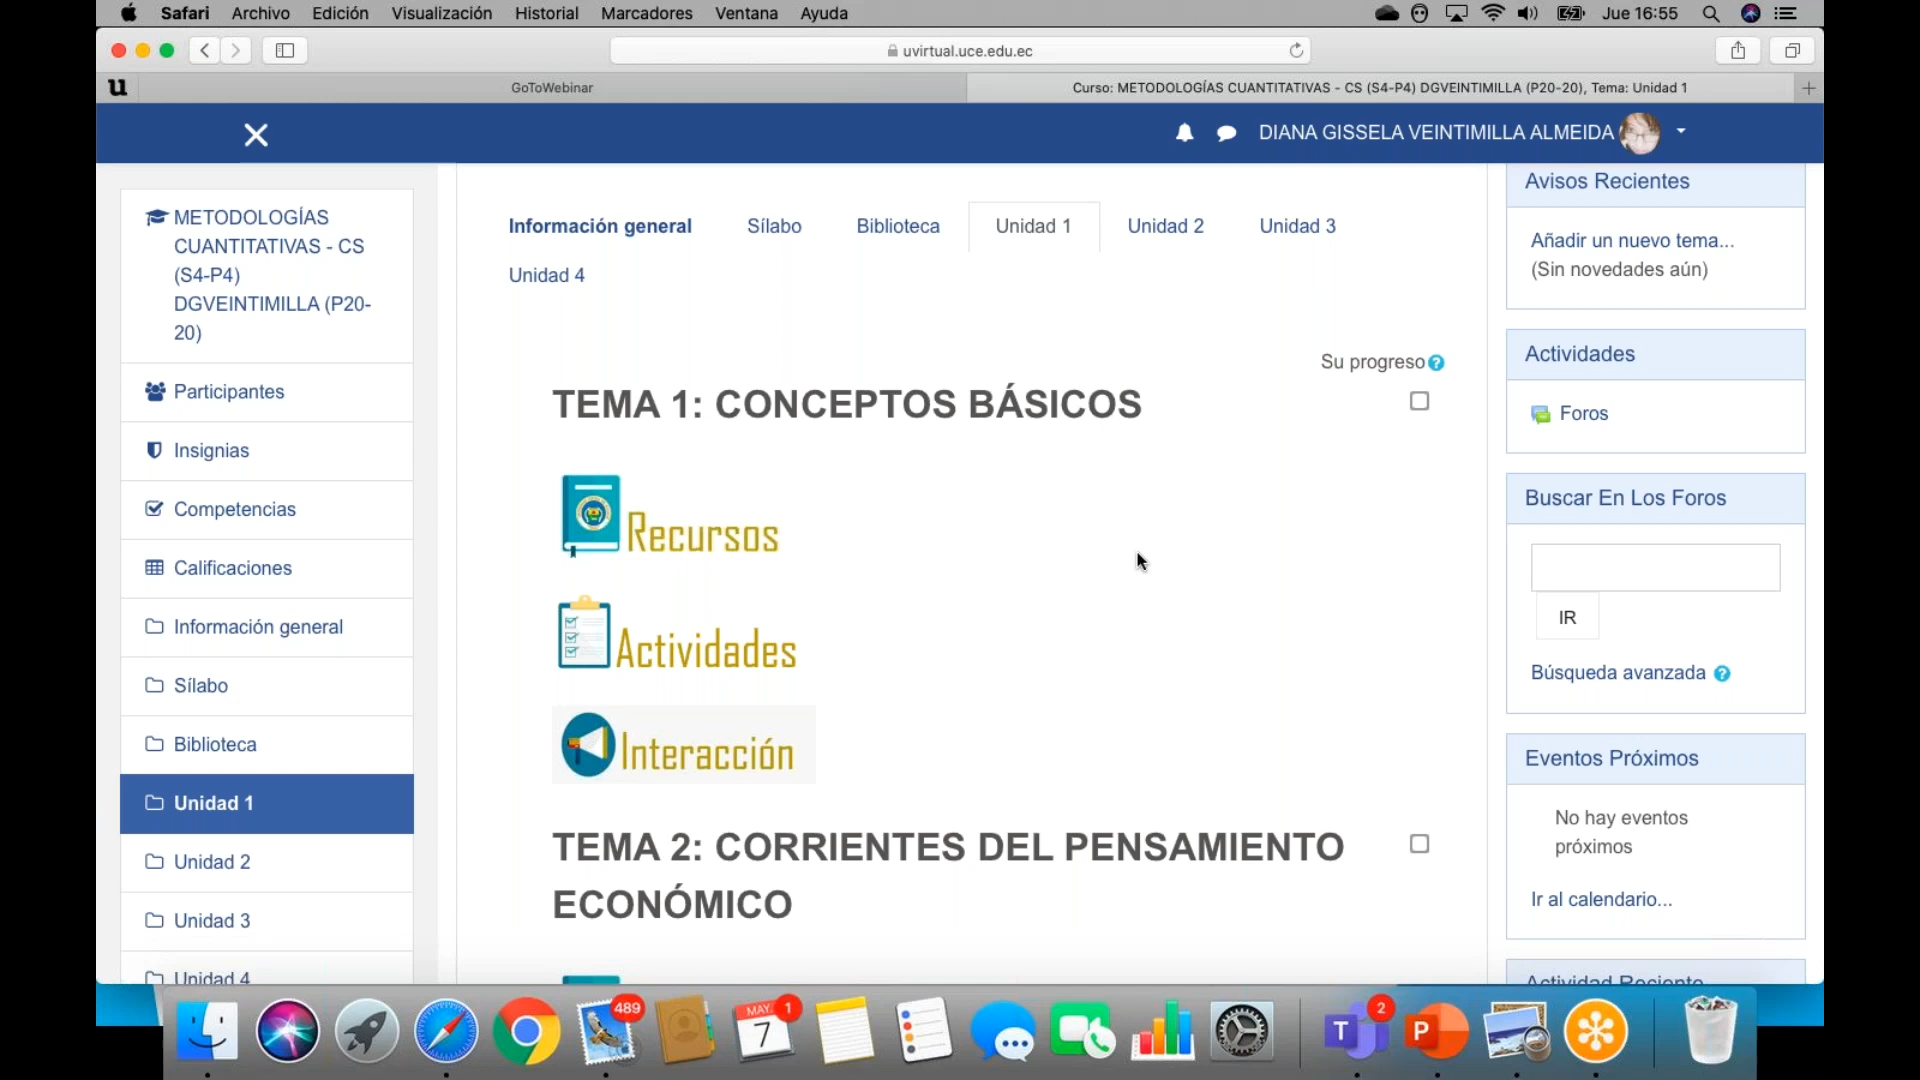 Safari Archivo Edición Visualización Historial Marcadores Ventana Ayuda Jue 16:55
uvirtual.uce.edu.ec
u GoToWebinar Curso: METODOLOGÍAS CUANTITATIVAS - CS (S4-P4) DGVEINTIMILLA (P20-20), Tema: Unidad 1
DIANA GISSELA VEINTIMILLA ALMEIDA
METODOLOGÍAS
CUANTITATIVAS - CS
(S4-P4)
DGVEINTIMILLA (P20-
20)
Participantes
Insignias
Competencias
Calificaciones
Información general
Sílabo
Biblioteca
Unidad 1
Unidad 2
Unidad 3
Unidad 4
Información general Sílabo Biblioteca Unidad 1 Unidad 2 Unidad 3
Unidad 4
Su progreso
TEMA 1: CONCEPTOS BÁSICOS
Recursos
Actividades
Interacción
TEMA 2: CORRIENTES DEL PENSAMIENTO
ECONÓMICO
Avisos Recientes
Añadir un nuevo tema...
(Sin novedades aún)
Actividades
Foros
Buscar En Los Foros
IR
Búsqueda avanzada
Eventos Próximos
No hay eventos
próximos
Ir al calendario...
Actividad Reciente
489
MAY. 1
7
T 2
P